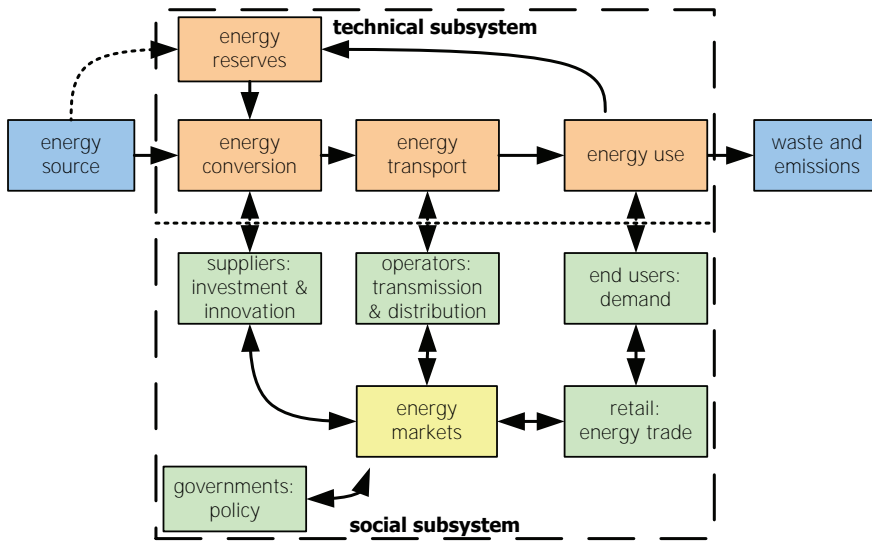 energy
reserves
technical subsystem
energy
source
energy
conversion
energy
transport
energy use
waste and
emissions
suppliers:
investment &
innovation
operators:
transmission
& distribution
end users:
demand
energy
markets
retail:
energy trade
governments:
policy
social subsystem